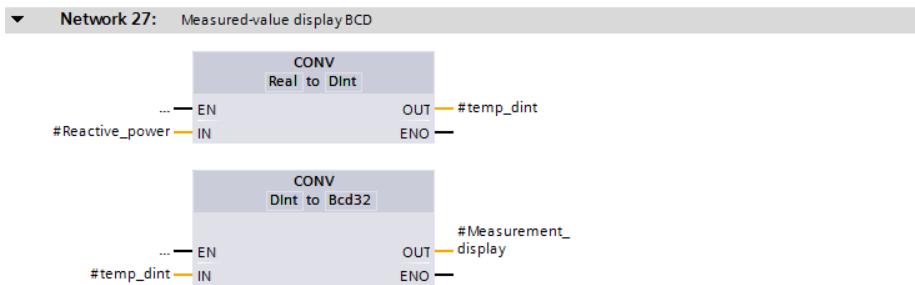 Network 27: Measured-value display BCD
CONV
Real to DInt
... EN OUT #temp_dint
#Reactive_power IN ENO
CONV
DInt to Bcd32
#Measurement_
... EN OUT display
#temp_dint IN ENO